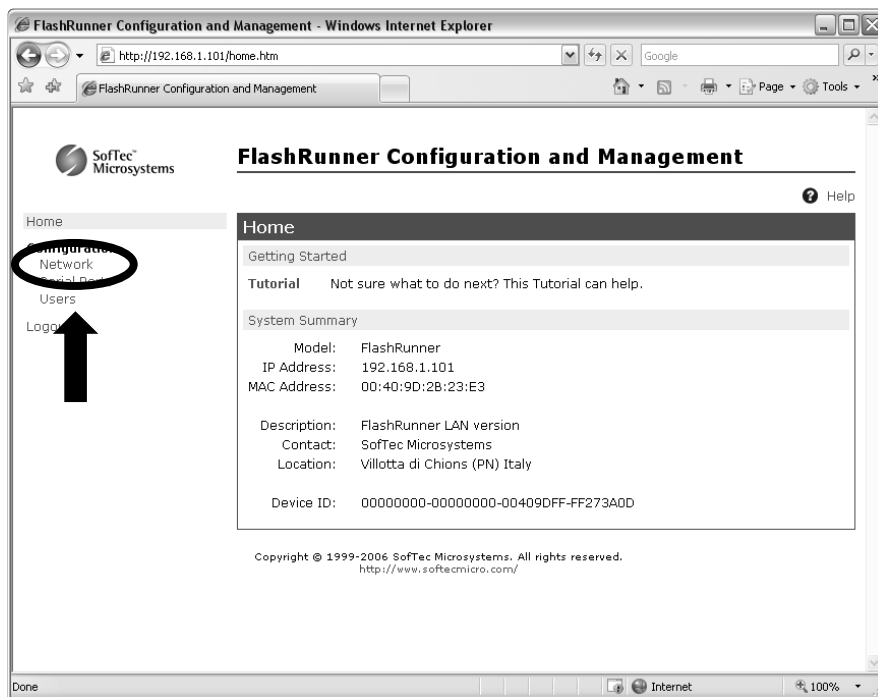 FlashRunner Configuration and Management - Windows Internet Explorer
http://192.168.1.101/home.htm
Google
FlashRunner Configuration and Management
Page
Tools
SofTec™
Microsystems
FlashRunner Configuration and Management
Help
Home
Configuration
Network
Serial Port
Users
Home
Getting Started
Tutorial Not sure what to do next? This Tutorial can help.
System Summary
Model: FlashRunner
IP Address: 192.168.1.101
MAC Address: 00:40:9D:2B:23:E3
Description: FlashRunner LAN version
Contact: SofTec Microsystems
Location: Villotta di Chions (PN) Italy
Device ID: 00000000-00000000-00409DFF-FF273A0D
Copyright © 1999-2006 SofTec Microsystems. All rights reserved.
http://www.softecmicro.com/
Done
Internet
100%